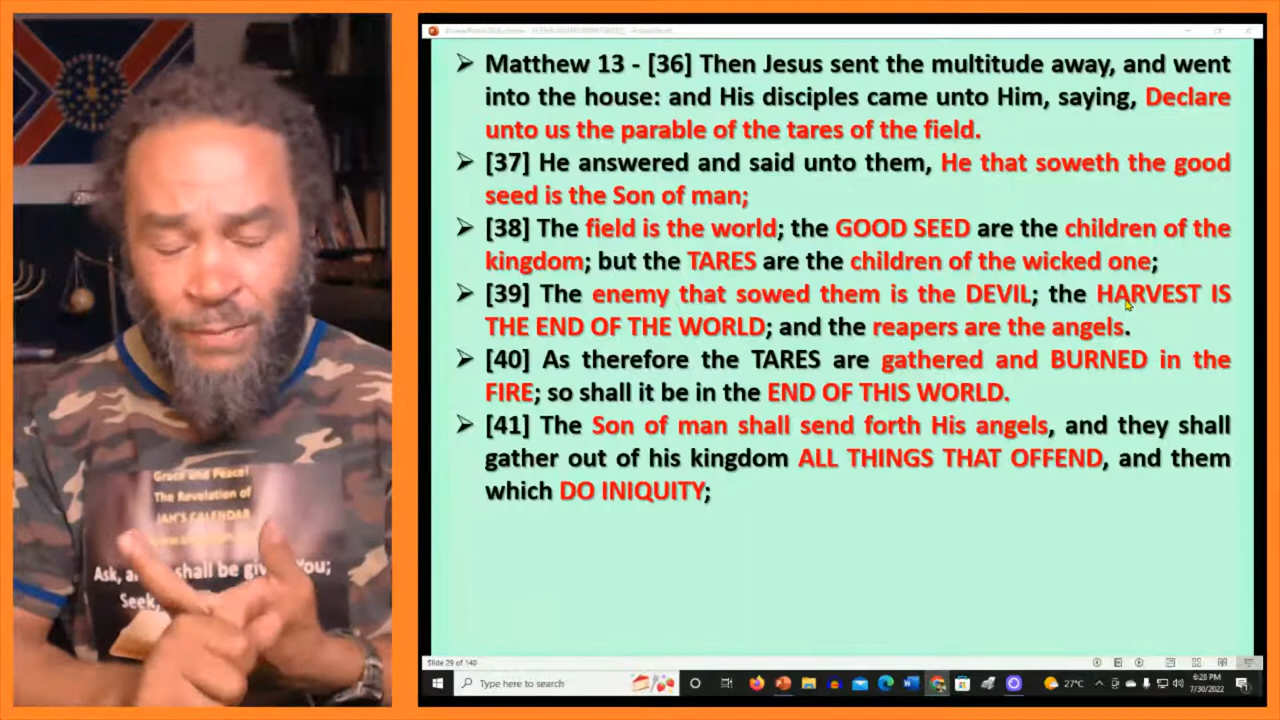 Matthew 13 - [36] Then Jesus sent the multitude away, and went
into the house: and His disciples came unto Him, saying, Declare
unto us the parable of the tares of the field.
[37] He answered and said unto them, He that soweth the good
seed is the Son of man;
[38] The field is the world; the GOOD SEED are the children of the
kingdom; but the TARES are the children of the wicked one;
[39] The enemy that sowed them is the DEVIL; the HARVEST IS
THE END OF THE WORLD; and the reapers are the angels.
[40] As therefore the TARES are gathered and BURNED in the
FIRE; so shall it be in the END OF THIS WORLD.
[41] The Son of man shall send forth His angels, and they shall
gather out of his kingdom ALL THINGS THAT OFFEND, and them
which DO INIQUITY;
Grace and Peace!
The Revelation of
JAH'S CALENDAR
Ask, shall be You;
Seek,
Slide 29 of 140
Type here to search
27°C
6:28 PM
7/30/2022